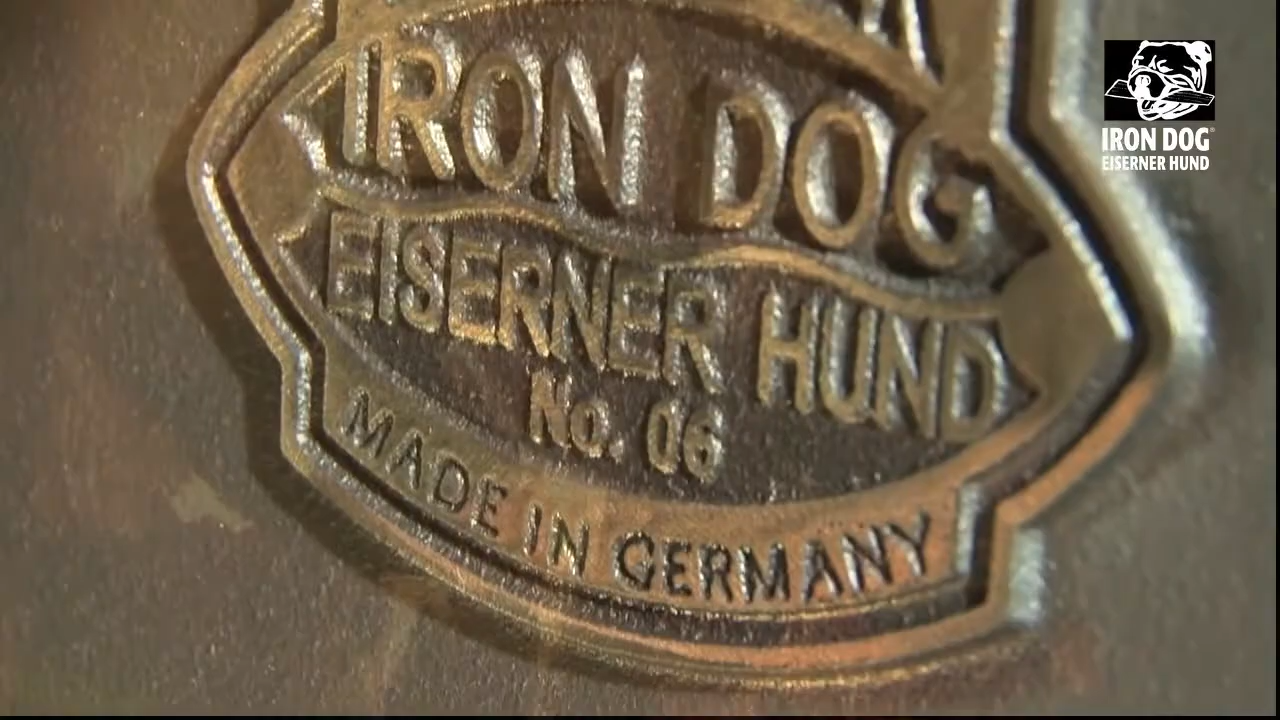 IRON DOG
EISERNER HUND
No. 06
MADE IN GERMANY
IRON DOG®
EISERNER HUND